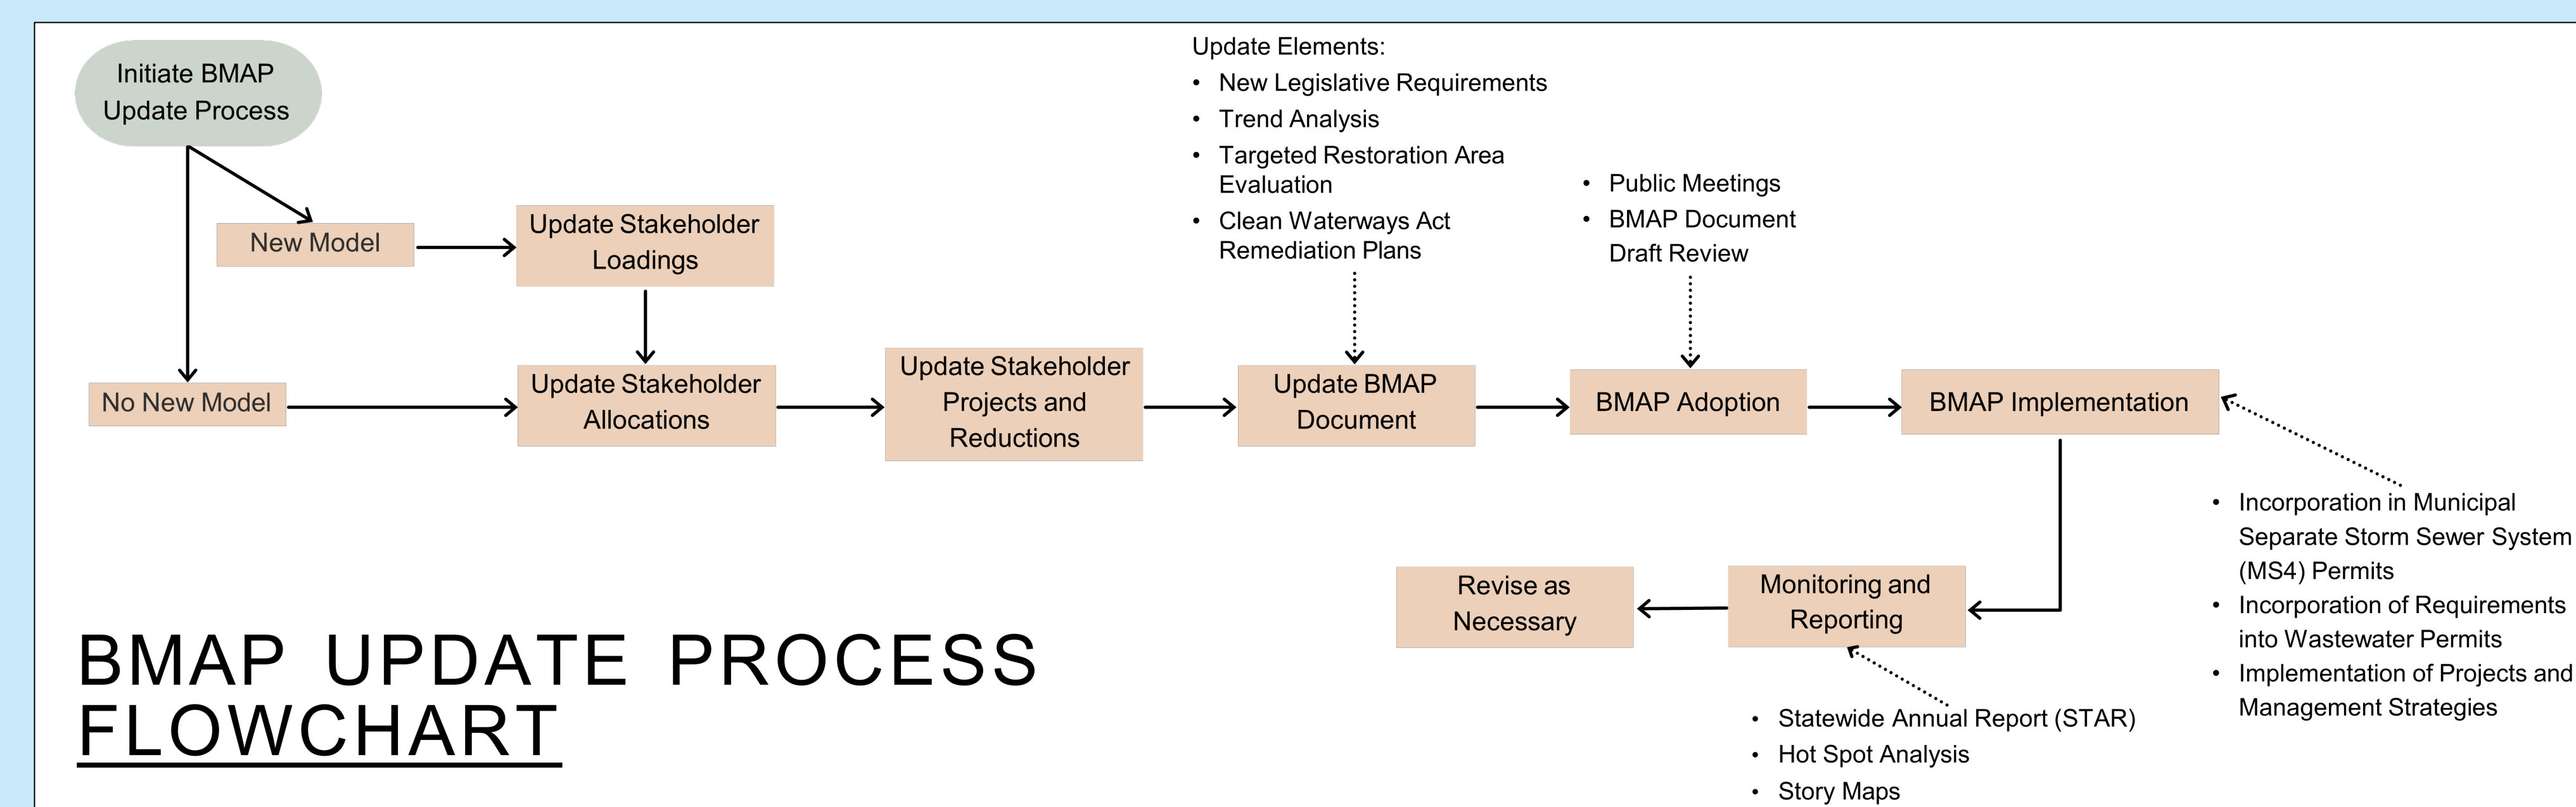 Initiate BMAP
Update Process
New Model
Update Stakeholder
Loadings
No New Model
Update Stakeholder
Allocations
Update Stakeholder
Projects and
Reductions
Update Elements:
• New Legislative Requirements
• Trend Analysis
• Targeted Restoration Area
Evaluation
• Clean Waterways Act
Remediation Plans
Update BMAP
Document
• Public Meetings
• BMAP Document
Draft Review
BMAP Adoption
BMAP Implementation
• Incorporation in Municipal
Separate Storm Sewer System
(MS4) Permits
• Incorporation of Requirements
into Wastewater Permits
• Implementation of Projects and
Management Strategies
Monitoring and
Reporting
Revise as
Necessary
• Statewide Annual Report (STAR)
• Hot Spot Analysis
• Story Maps
BMAP UPDATE PROCESS
FLOWCHART